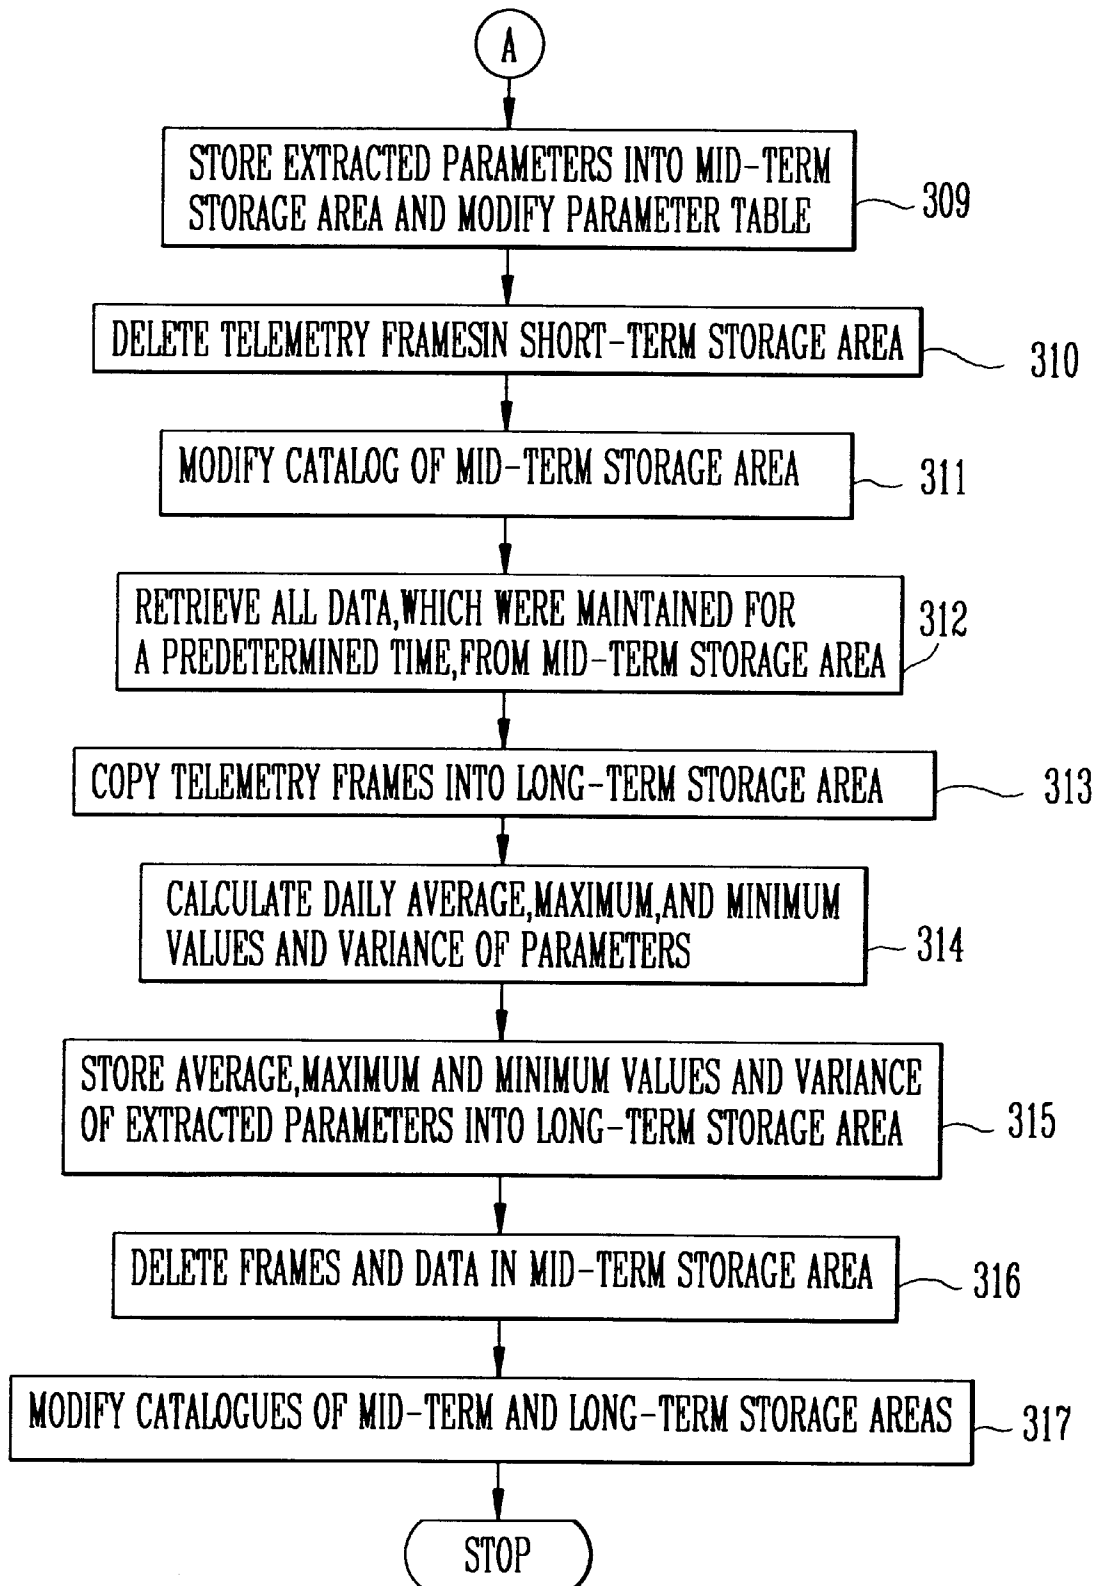 A
STORE EXTRACTED PARAMETERS INTO MID-TERM
STORAGE AREA AND MODIFY PARAMETER TABLE
309
DELETE TELEMETRY FRAMESIN SHORT-TERM STORAGE AREA
310
MODIFY CATALOG OF MID-TERM STORAGE AREA
311
RETRIEVE ALL DATA,WHICH WERE MAINTAINED FOR
A PREDETERMINED TIME,FROM MID-TERM STORAGE AREA
312
COPY TELEMETRY FRAMES INTO LONG-TERM STORAGE AREA
313
CALCULATE DAILY AVERAGE,MAXIMUM,AND MINIMUM
VALUES AND VARIANCE OF PARAMETERS
314
STORE AVERAGE,MAXIMUM AND MINIMUM VALUES AND VARIANCE
OF EXTRACTED PARAMETERS INTO LONG-TERM STORAGE AREA
315
DELETE FRAMES AND DATA IN MID-TERM STORAGE AREA
316
MODIFY CATALOGUES OF MID-TERM AND LONG-TERM STORAGE AREAS
317
STOP